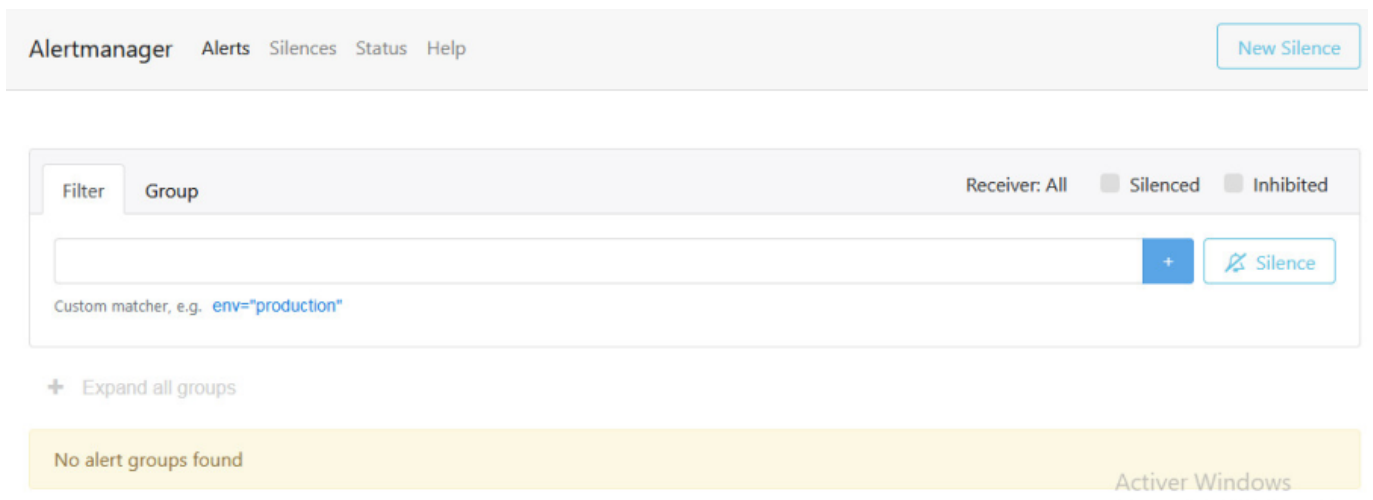 Alertmanager Alerts Silences Status Help New Silence
Filter Group Receiver: All Silenced Inhibited
+ Silence
Custom matcher, e.g. env="production"
+ Expand all groups
No alert groups found
Activer Windows